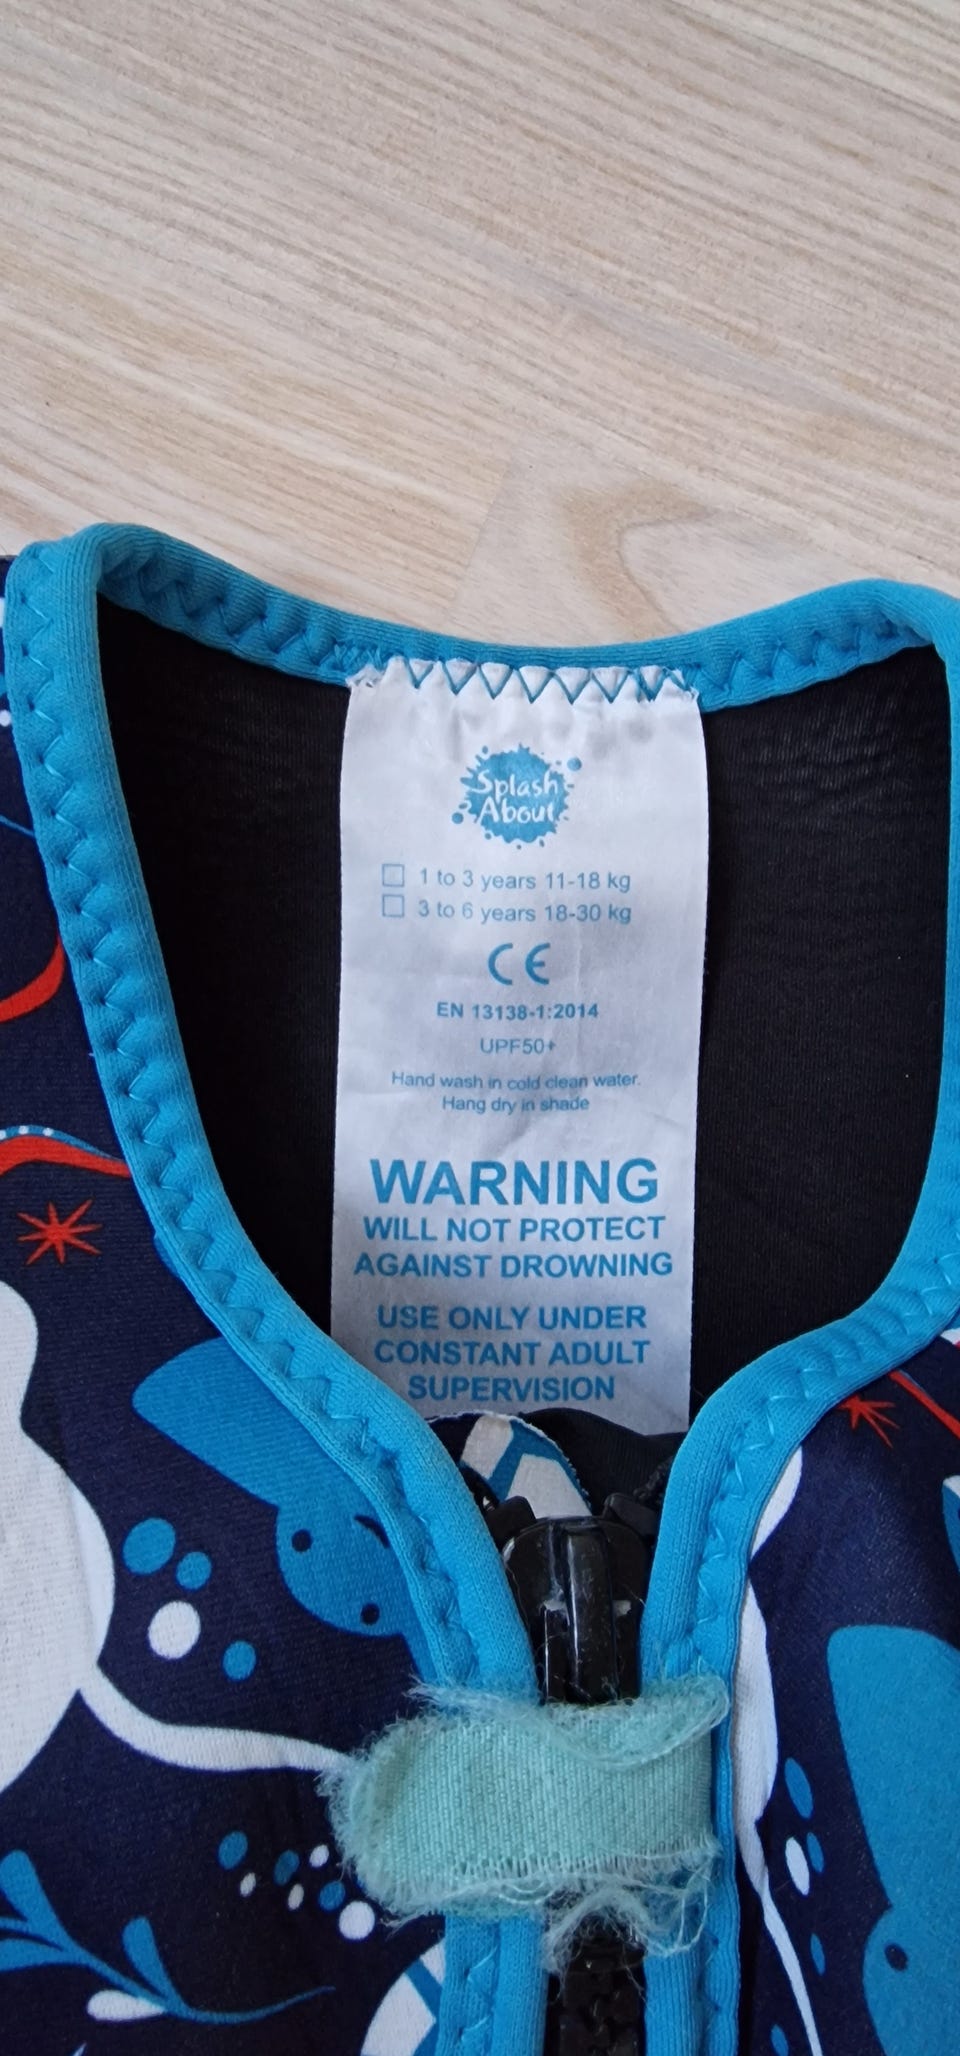 Splash
About
1 to 3 years 11-18 kg
3 to 6 years 18-30 kg
CE
EN 13138-1:2014
UPF50+
Hand wash in cold clean water.
Hang dry in shade
WARNING
WILL NOT PROTECT
AGAINST DROWNING
USE ONLY UNDER
CONSTANT ADULT
SUPERVISION